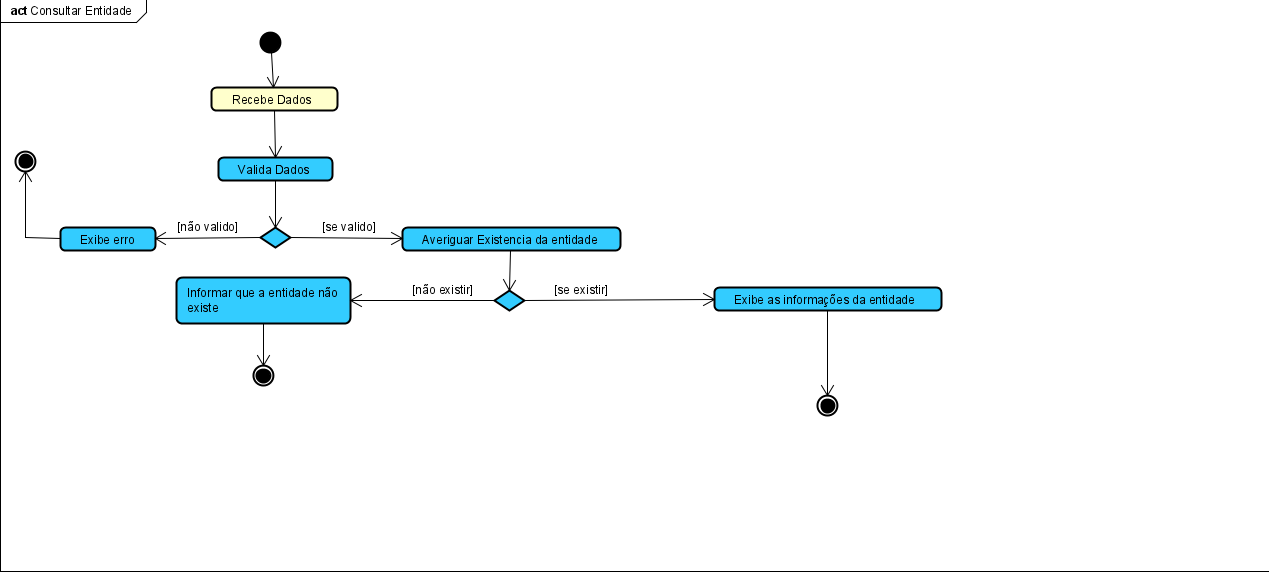 act Consultar Entidade
Recebe Dados
Valida Dados
[não valido]
[se valido]
Exibe erro
Averiguar Existencia da entidade
Informar que a entidade não
existe
[não existir]
[se existir]
Exibe as informações da entidade